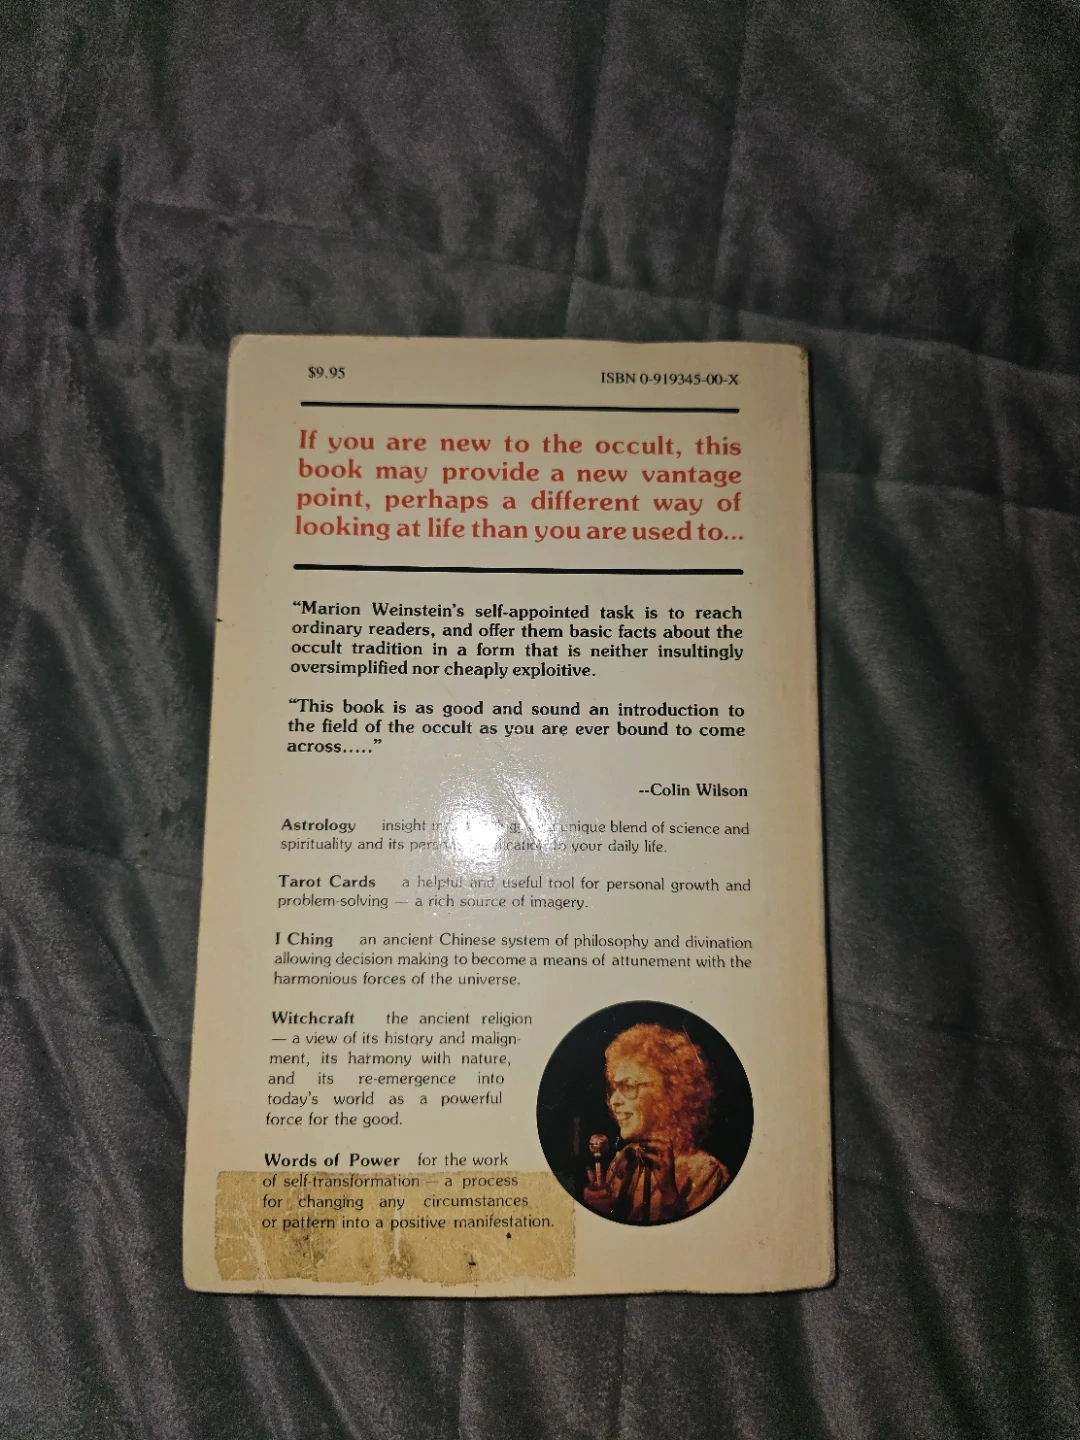 $9.95
ISBN 0-919345-00-X
If you are new to the occult, this
book may provide a new vantage
point, perhaps a different way of
looking at life than you are used to...
“Marion Weinstein's self-appointed task is to reach
ordinary readers, and offer them basic facts about the
occult tradition in a form that is neither insultingly
oversimplified nor cheaply exploitive.
“This book is as good and sound an introduction to
the field of the occult as you are ever bound to come
across.....”
--Colin Wilson
Astrology insight unique blend of science and
spirituality and its to your daily life.
Tarot Cards a helpful and useful tool for personal growth and
problem-solving — a rich source of imagery.
I Ching an ancient Chinese system of philosophy and divination
allowing decision making to become a means of attunement with the
harmonious forces of the universe.
Witchcraft the ancient religion
— a view of its history and malign-
ment, its harmony with nature,
and its re-emergence into
today's world as a powerful
force for the good.
Words of Power for the work
of self-transformation — a process
for changing any circumstances
or pattern into a positive manifestation.